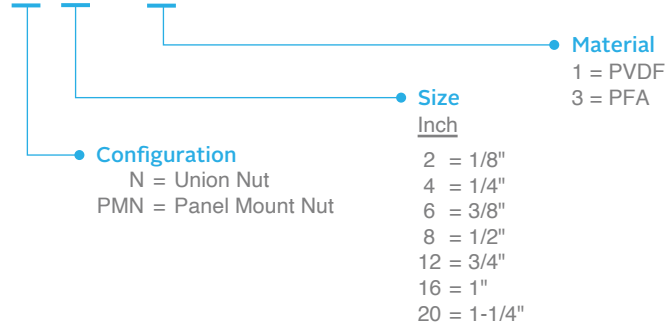 Material
1 = PVDF
3 = PFA
Size
Inch
2 = 1/8"
4 = 1/4"
6 = 3/8"
8 = 1/2"
12 = 3/4"
16 = 1"
20 = 1-1/4"
Configuration
N = Union Nut
PMN = Panel Mount Nut